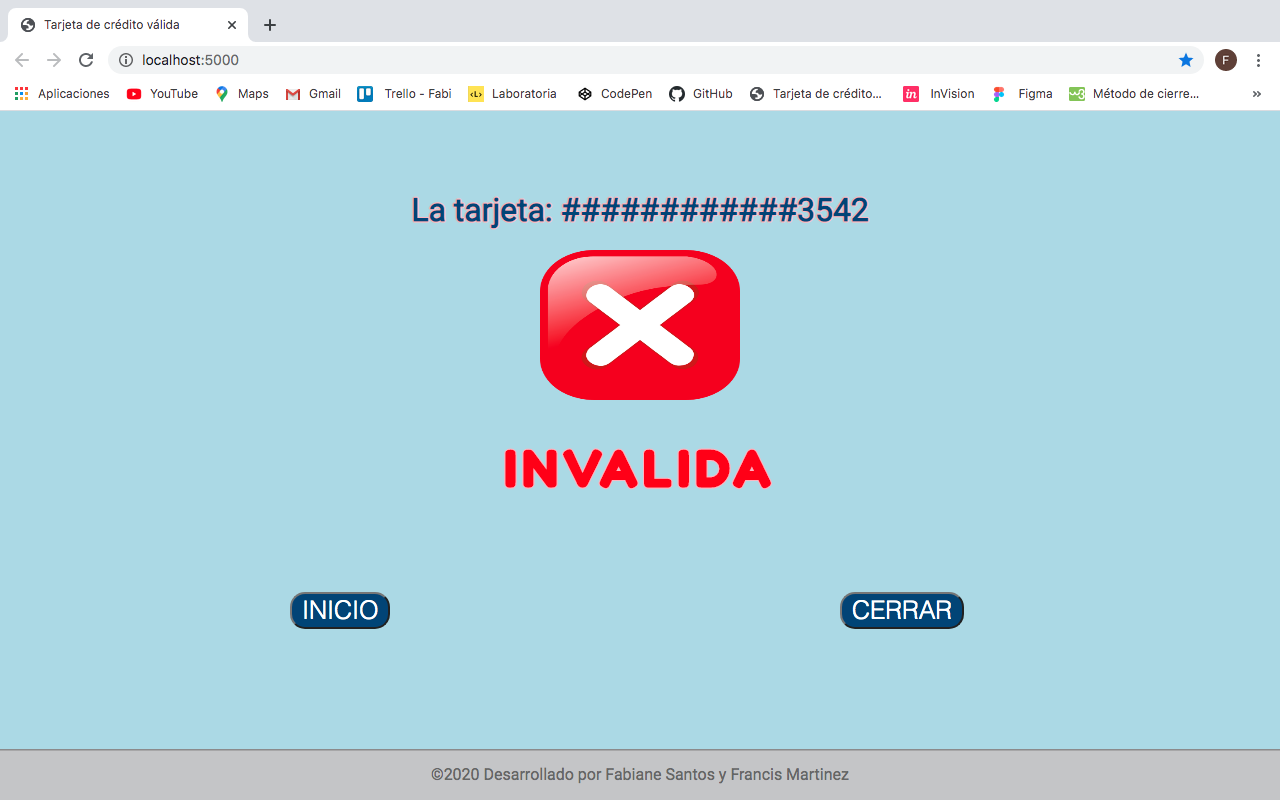 Tarjeta de crédito válida
localhost:5000
F
Aplicaciones YouTube Maps Gmail Trello - Fabi Laboratoria CodePen GitHub Tarjeta de crédito... InVision Figma Método de cierre... »
La tarjeta: ############3542
INVALIDA
INICIO CERRAR
©2020 Desarrollado por Fabiane Santos y Francis Martinez